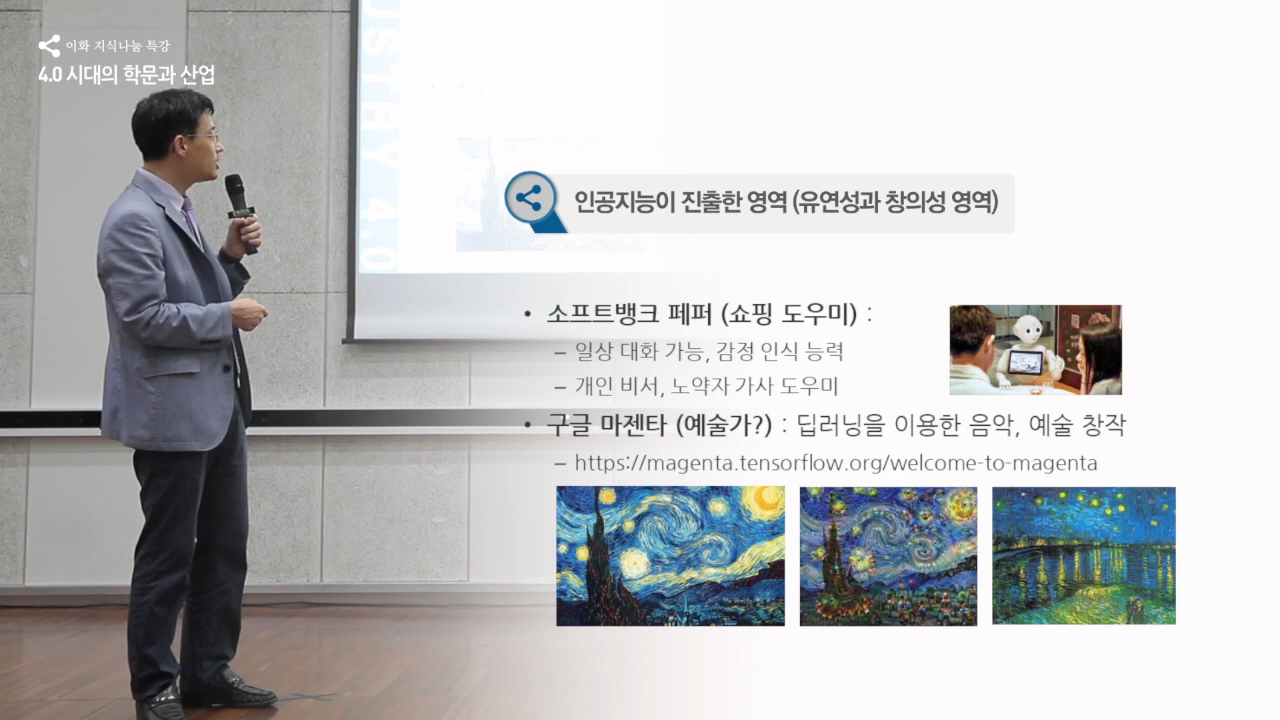 이화 지식나눔 특강
4.0 시대의 학문과 산업
USTRY 4.0
인공지능이 진출한 영역 (유연성과 창의성 영역)
• 소프트뱅크 페퍼 (쇼핑 도우미) :
– 일상 대화 가능, 감정 인식 능력
– 개인 비서, 노약자 가사 도우미
• 구글 마젠타 (예술가?) : 딥러닝을 이용한 음악, 예술 창작
– https://magenta.tensorflow.org/welcome-to-magenta